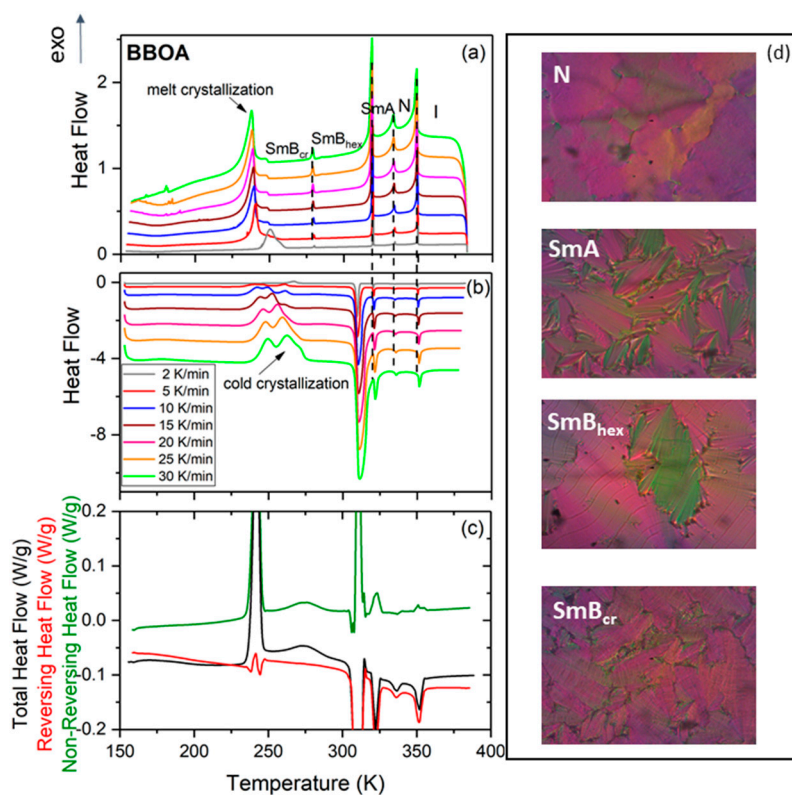 exo
BBOA
(a)
melt crystallization
SmBcr
SmBhex
SmA
N
I
Heat Flow
2
1
0
(b)
Heat Flow
0
-4
-8
cold crystallization
2 K/min
5 K/min
10 K/min
15 K/min
20 K/min
25 K/min
30 K/min
(c)
Total Heat Flow (W/g)
Reversing Heat Flow (W/g)
Non-Reversing Heat Flow (W/g)
0.2
0.1
0.0
-0.1
-0.2
150 200 250 300 350 400
Temperature (K)
(d)
N
SmA
SmBhex
SmBcr